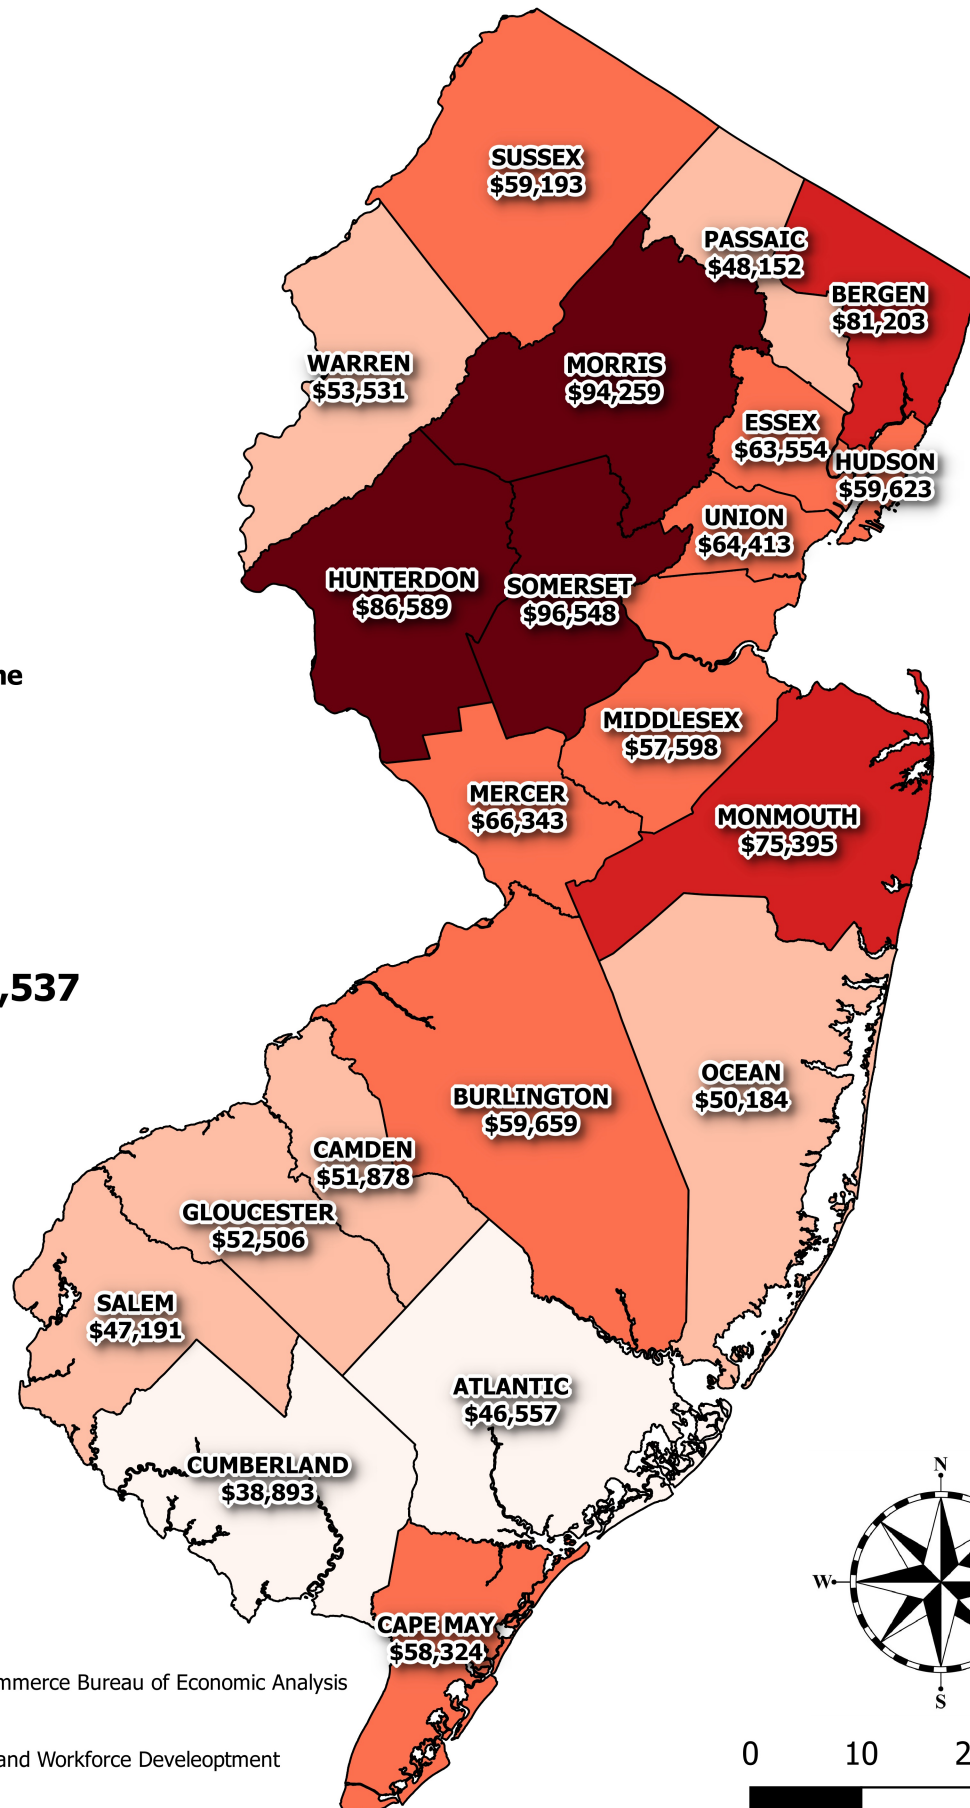 SUSSEX
$59,193
PASSAIC
$48,152
BERGEN
$81,203
WARREN
$53,531
MORRIS
$94,259
ESSEX
$63,554
HUDSON
$59,623
UNION
$64,413
HUNTERDON
$86,589
SOMERSET
$96,548
ne
MIDDLESEX
$57,598
MERCER
$66,343
MONMOUTH
$75,395
,537
OCEAN
$50,184
BURLINGTON
$59,659
CAMDEN
$51,878
GLOUCESTER
$52,506
SALEM
$47,191
ATLANTIC
$46,557
CUMBERLAND
$38,893
N
W
S
CAPE MAY
$58,324
mmerce Bureau of Economic Analysis
and Workforce Develeoptment
0 10 2